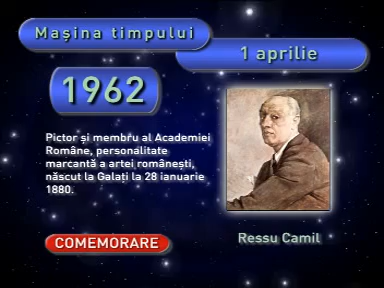 Mașina timpului
1 aprilie
1962
Pictor și membru al Academiei
Române, personalitate
marcantă a artei românești,
născut la Galați la 28 ianuarie
1880.
COMEMORARE
Ressu Camil